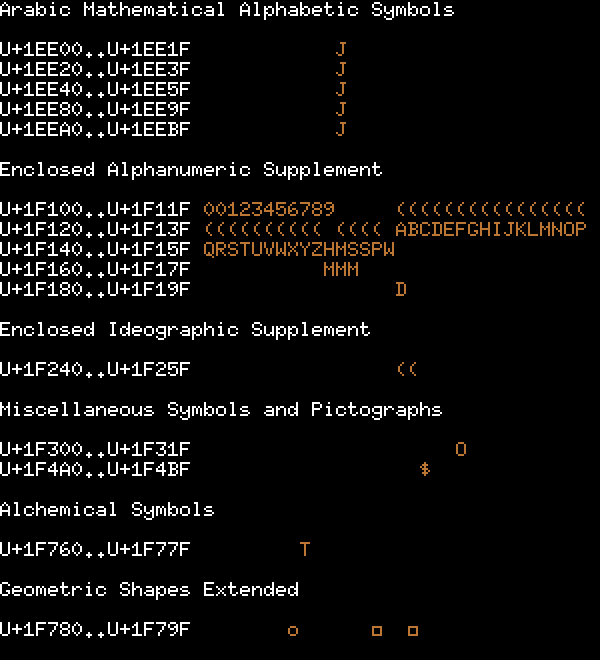 Arabic Mathematical Alphabetic Symbols
U+1EE00..U+1EE1F J
U+1EE20..U+1EE3F J
U+1EE40..U+1EE5F J
U+1EE80..U+1EE9F J
U+1EEA0..U+1EEBF J
Enclosed Alphanumeric Supplement
U+1F100..U+1F11F 00123456789 ((((((((((((((((
U+1F120..U+1F13F (((((((((( (((( ABCDEFGHIJKLMNOP
U+1F140..U+1F15F QRSTUVWXYZHMSSPW
U+1F160..U+1F17F MMM
U+1F180..U+1F19F D
Enclosed Ideographic Supplement
U+1F240..U+1F25F ((
Miscellaneous Symbols and Pictographs
U+1F300..U+1F31F O
U+1F4A0..U+1F4BF $
Alchemical Symbols
U+1F760..U+1F77F T
Geometric Shapes Extended
U+1F780..U+1F79F o □ □